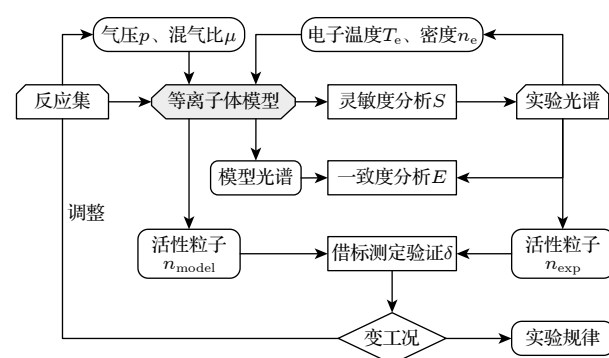 气压p、混气比μ
电子温度Te、密度ne
反应集
等离子体模型
灵敏度分析S
实验光谱
模型光谱
一致度分析E
调整
活性粒子
nmodel
借标测定验证δ
活性粒子
nexp
变工况
实验规律